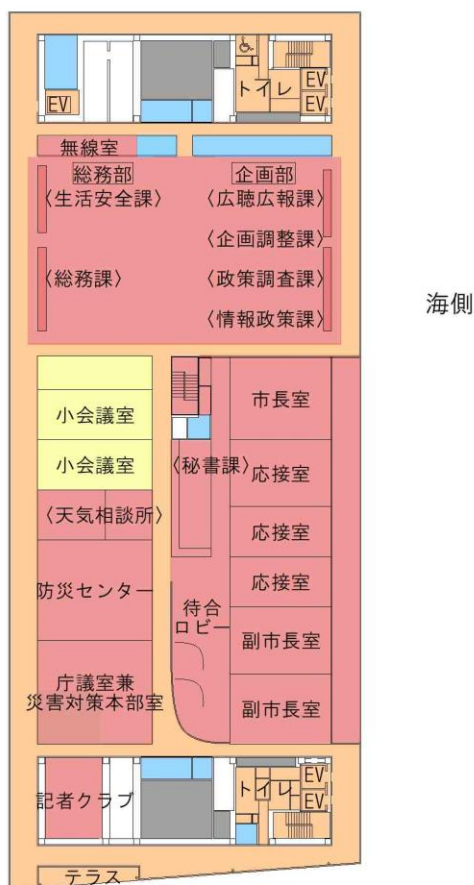 トイレ
EV
EV
EV
無線室
総務部
企画部
〈生活安全課〉
〈広聴広報課〉
〈企画調整課〉
〈総務課〉
〈政策調査課〉
〈情報政策課〉
海側
市長室
小会議室
小会議室
〈秘書課〉
応接室
〈天気相談所〉
応接室
防災センター
応接室
待合
ロビー
副市長室
庁議室兼
災害対策本部室
副市長室
記者クラブ
トイレ
EV
EV
テラス